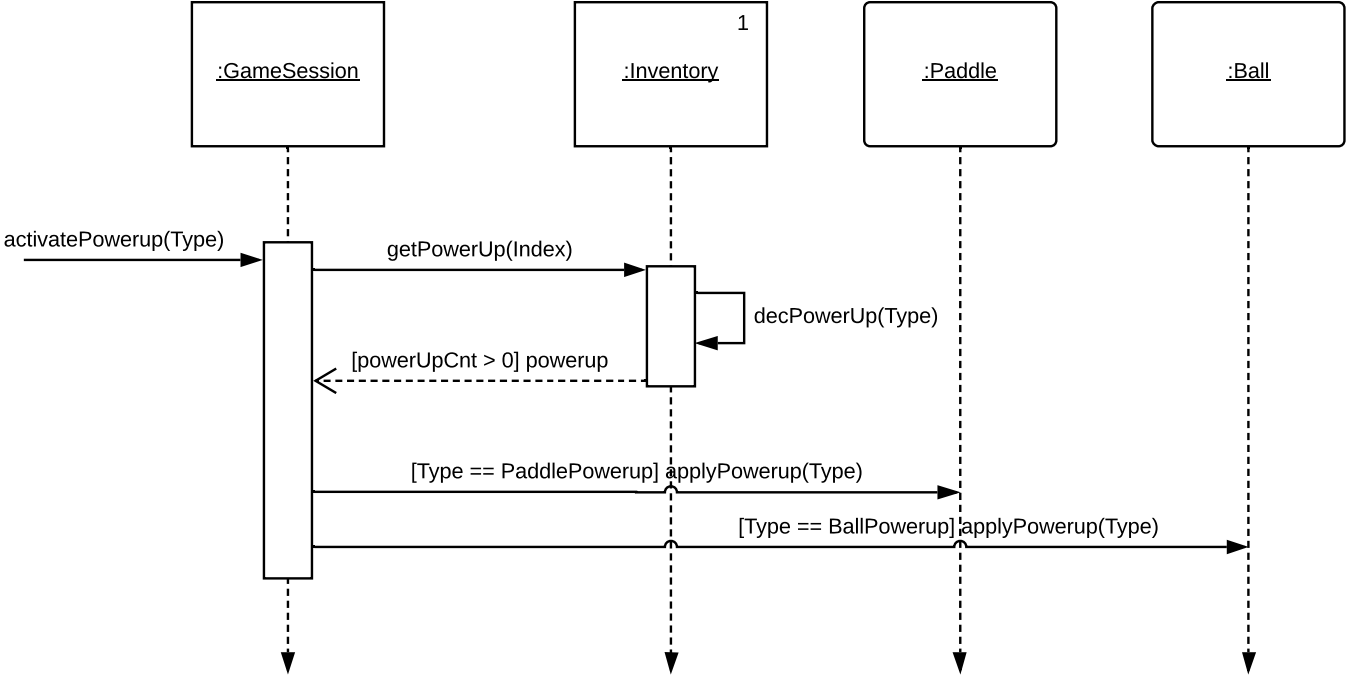 1
:GameSession
:Inventory
:Paddle
:Ball
activatePowerup(Type)
getPowerUp(Index)
decPowerUp(Type)
[powerUpCnt > 0] powerup
[Type == PaddlePowerup] applyPowerup(Type)
[Type == BallPowerup] applyPowerup(Type)